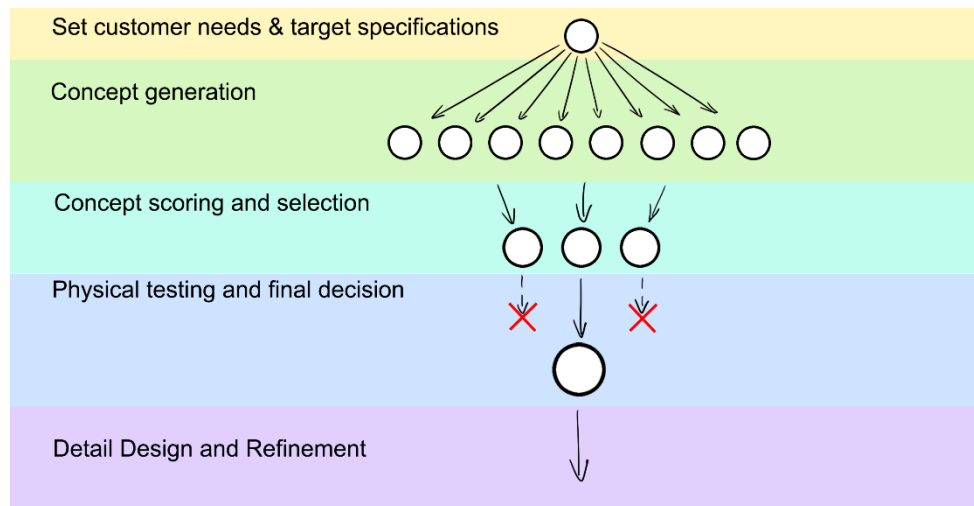 Set customer needs & target specifications
Concept generation
Concept scoring and selection
Physical testing and final decision
Detail Design and Refinement